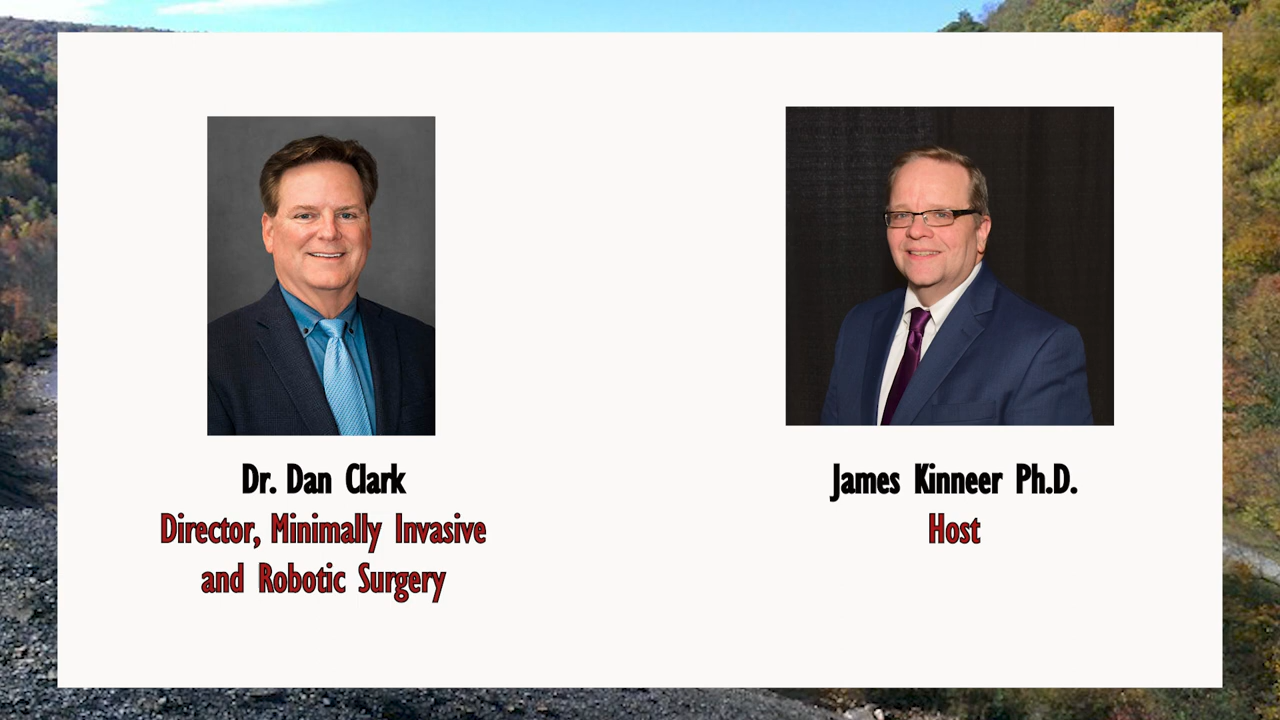 Dr. Dan Clark
Director, Minimally Invasive
and Robotic Surgery
James Kinneer Ph.D.
Host